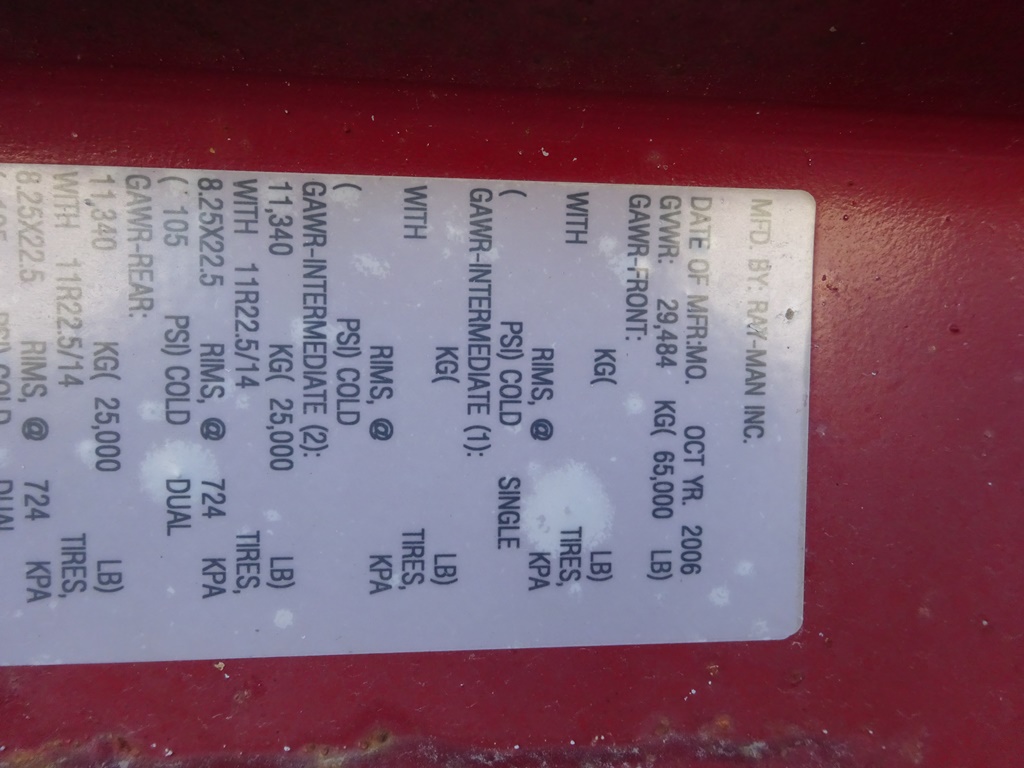 MFD. BY: RAY-MAN INC.
DATE OF MFR:MO. OCT YR. 2006
GVWR: 29,484 KG( 65,000 LB)
GAWR-FRONT:
KG( LB)
WITH TIRES,
RIMS, @ KPA
( PSI) COLD SINGLE
GAWR-INTERMEDIATE (1):
KG( LB)
WITH TIRES,
RIMS, @ KPA
( PSI) COLD
GAWR-INTERMEDIATE (2):
11,340 KG( 25,000 LB)
WITH 11R22.5/14 TIRES,
8.25X22.5 RIMS, @ 724 KPA
( 105 PSI) COLD DUAL
GAWR-REAR:
11,340 KG( 25,000 LB)
WITH 11R22.5/14 TIRES,
8.25X22.5 RIMS, @ 724 KPA
PSI) COLD DUAL